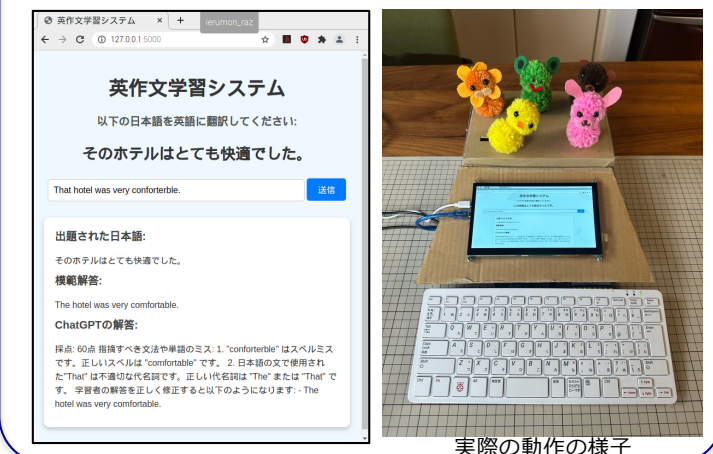 英作文学習システム
ierumon_raz
127.0.0.1:5000
英作文学習システム
以下の日本語を英語に翻訳してください:
そのホテルはとても快適でした。
That hotel was very conforterble.
送信
出題された日本語:
そのホテルはとても快適でした。
模範解答:
The hotel was very comfortable.
ChatGPTの解答:
採点: 60点 指摘すべき文法や単語のミス: 1. "conforterble" はスペルミス
です。正しいスペルは "comfortable" です。 2. 日本語の文で使用され
た"That" は不適切な代名詞です。正しい代名詞は "The" または "That" で
す。 学習者の解答を正しく修正すると以下のようになります: - The
hotel was very comfortable.
実際の動作の様子